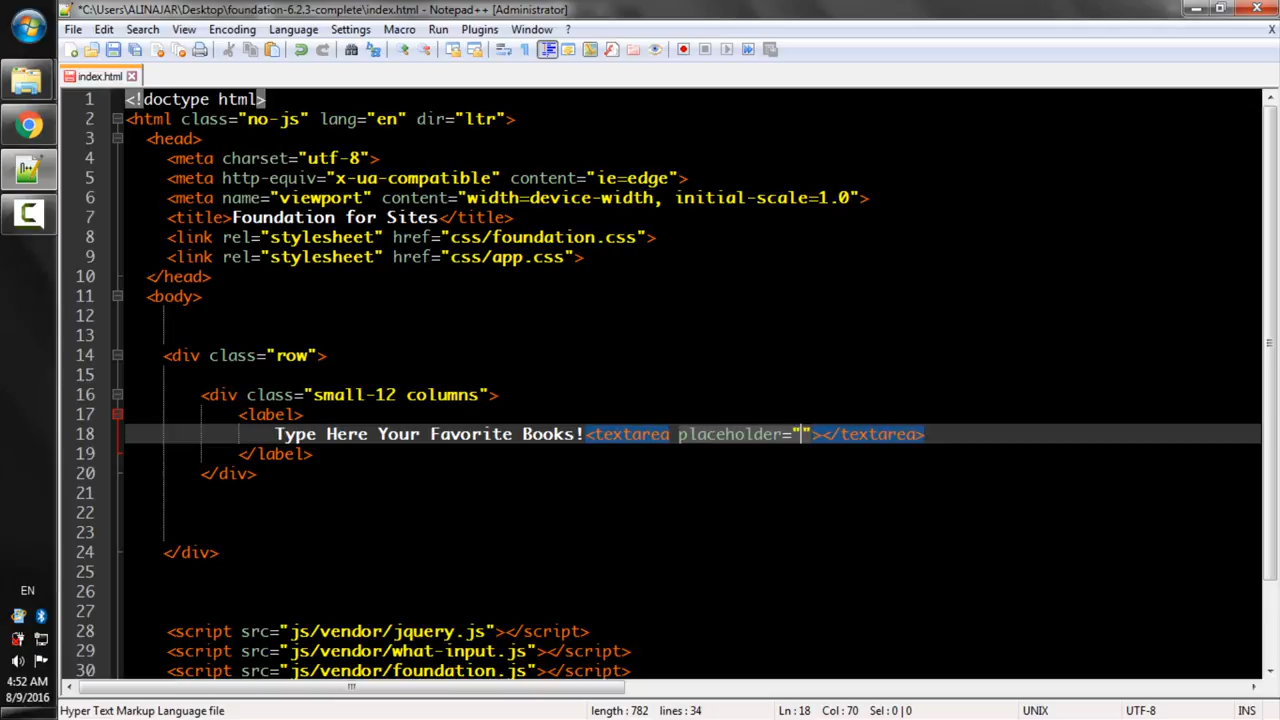 *C:\Users\ALINAJAR\Desktop\foundation-6.2.3-complete\index.html - Notepad++ [Administrator]
File Edit Search View Encoding Language Settings Macro Run Plugins Window ? X
index.html
1 <!doctype html>
2 <html class="no-js" lang="en" dir="ltr">
3 <head>
4 <meta charset="utf-8">
5 <meta http-equiv="x-ua-compatible" content="ie=edge">
6 <meta name="viewport" content="width=device-width, initial-scale=1.0">
7 <title>Foundation for Sites</title>
8 <link rel="stylesheet" href="css/foundation.css">
9 <link rel="stylesheet" href="css/app.css">
10 </head>
11 <body>
12
13
14 <div class="row">
15
16 <div class="small-12 columns">
17 <label>
18 Type Here Your Favorite Books!<textarea placeholder=""></textarea>
19 </label>
20 </div>
21
22
23
24 </div>
25
26
27
28 <script src="js/vendor/jquery.js"></script>
29 <script src="js/vendor/what-input.js"></script>
30 <script src="js/vendor/foundation.js"></script>
EN
4:52 AM
8/9/2016
Hyper Text Markup Language file length : 782 lines : 34 Ln : 18 Col : 70 Sel : 0 | 0 UNIX UTF-8 INS